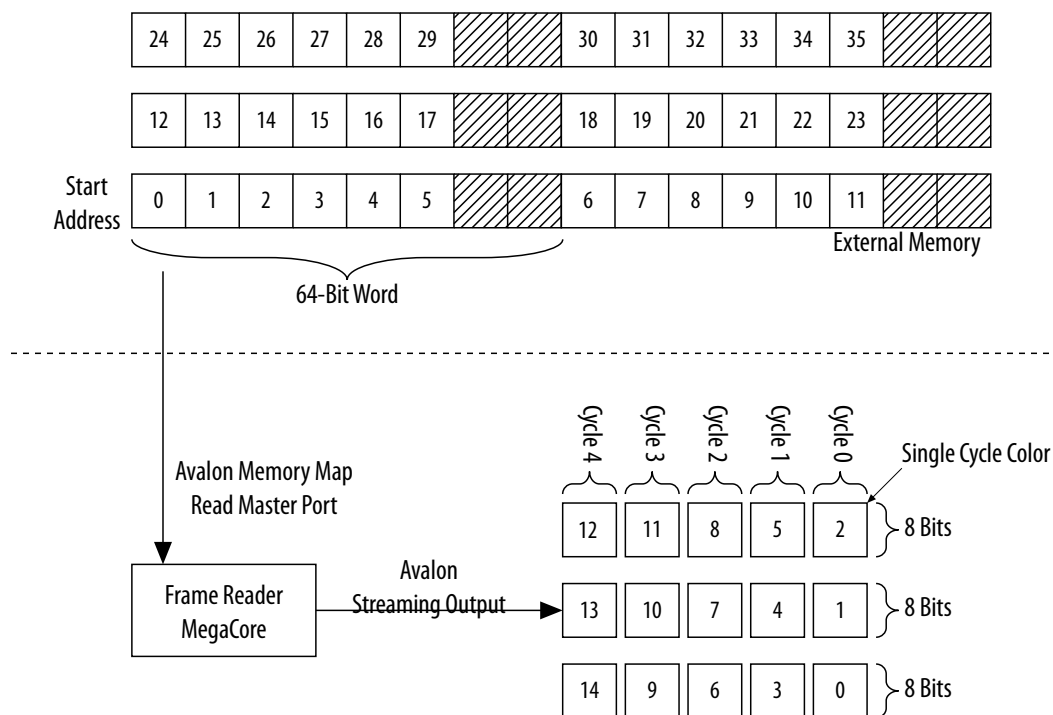 24 25 26 27 28 29 30 31 32 33 34 35
12 13 14 15 16 17 18 19 20 21 22 23
Start
Address
0 1 2 3 4 5 6 7 8 9 10 11
External Memory
64-Bit Word
Cycle 4 Cycle 3 Cycle 2 Cycle 1 Cycle 0
Single Cycle Color
Avalon Memory Map
Read Master Port
12 11 8 5 2 8 Bits
Frame Reader
MegaCore
Avalon
Streaming Output
13 10 7 4 1 8 Bits
14 9 6 3 0 8 Bits